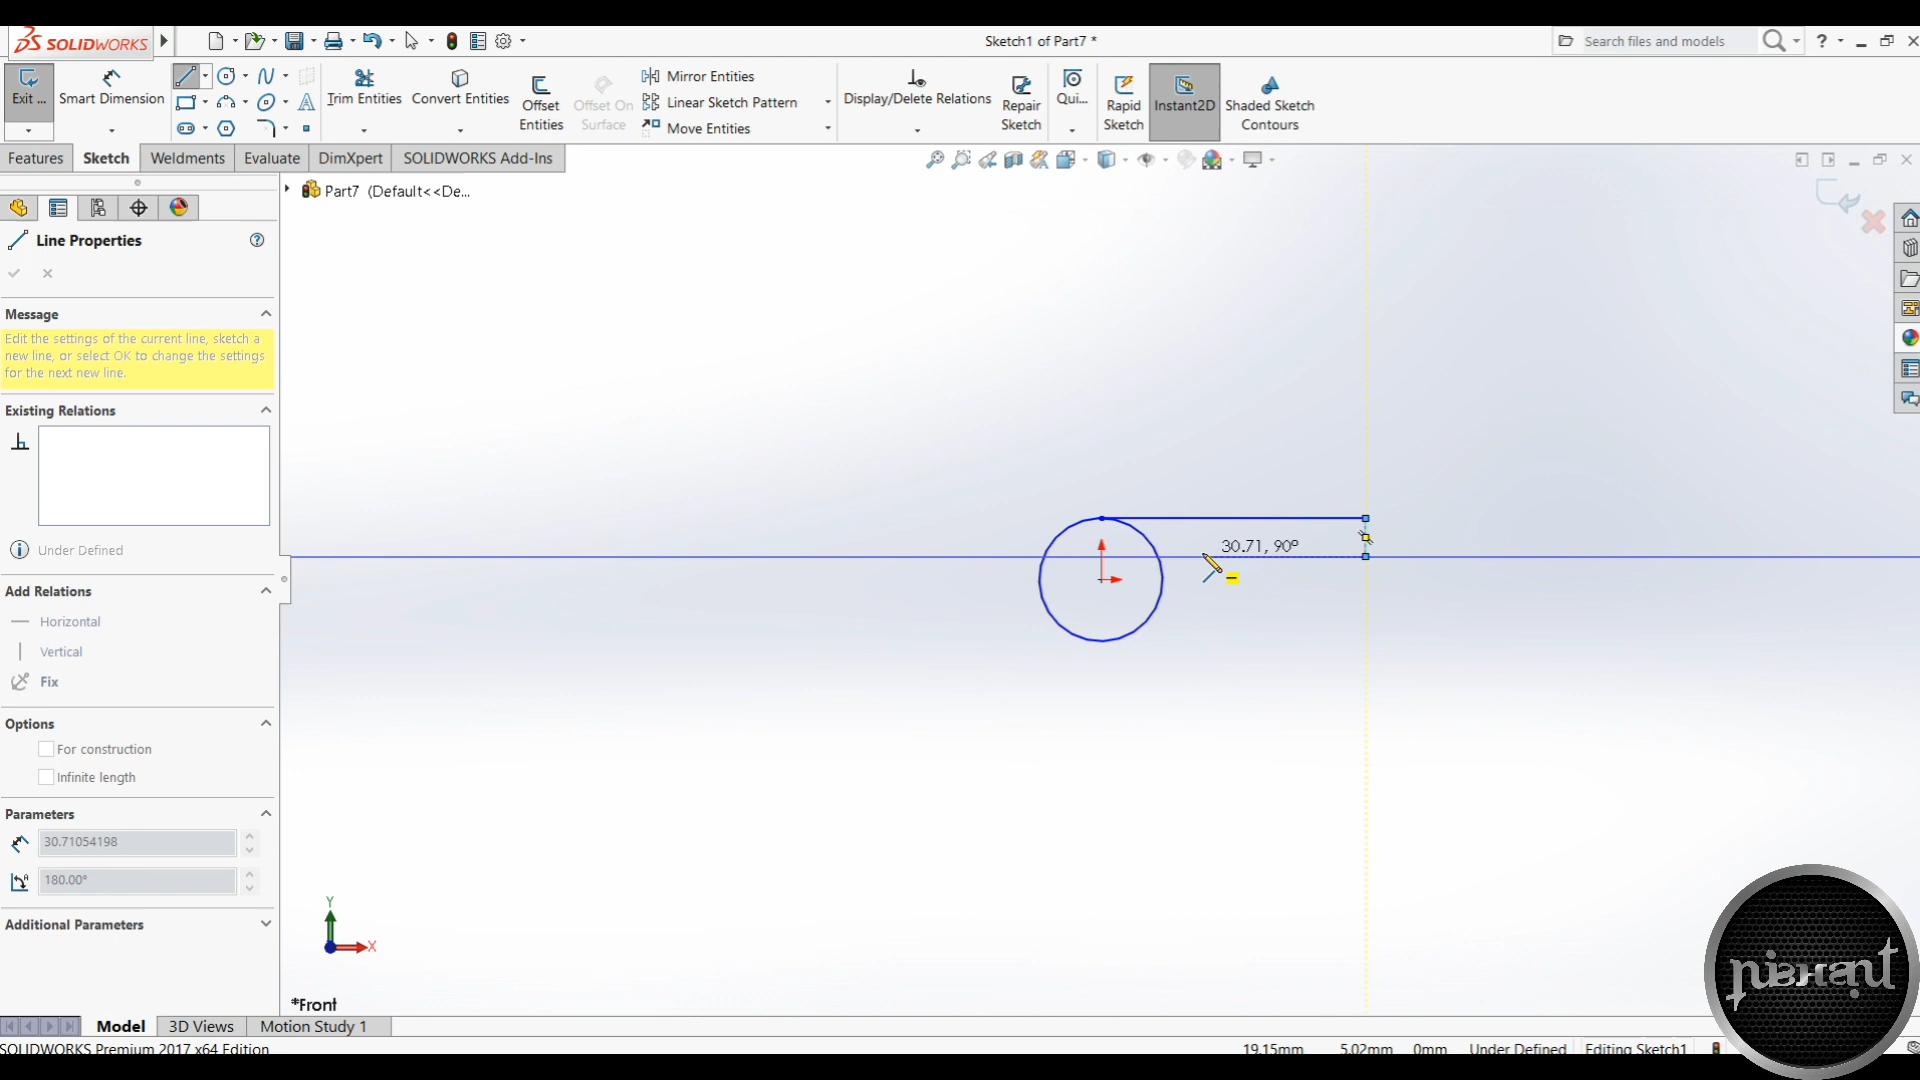 SOLIDWORKS
Sketch1 of Part7 *
Search files and models
Exit ...
Smart Dimension
Trim Entities
Convert Entities
Offset Entities
Offset On Surface
Mirror Entities
Linear Sketch Pattern
Move Entities
Display/Delete Relations
Repair Sketch
Qui...
Rapid Sketch
Instant2D
Shaded Sketch Contours
Features
Sketch
Weldments
Evaluate
DimXpert
SOLIDWORKS Add-Ins
Part7 (Default<<De...
Line Properties
Message
Edit the settings of the current line, sketch a
new line, or select OK to change the settings
for the next new line.
Existing Relations
Under Defined
Add Relations
Horizontal
Vertical
Fix
Options
For construction
Infinite length
Parameters
30.71054198
180.00°
Additional Parameters
30.71, 90°
Y
X
*Front
Model
3D Views
Motion Study 1
SOLIDWORKS Premium 2017 x64 Edition
19.15mm
5.02mm
0mm
Under Defined
Editing Sketch1